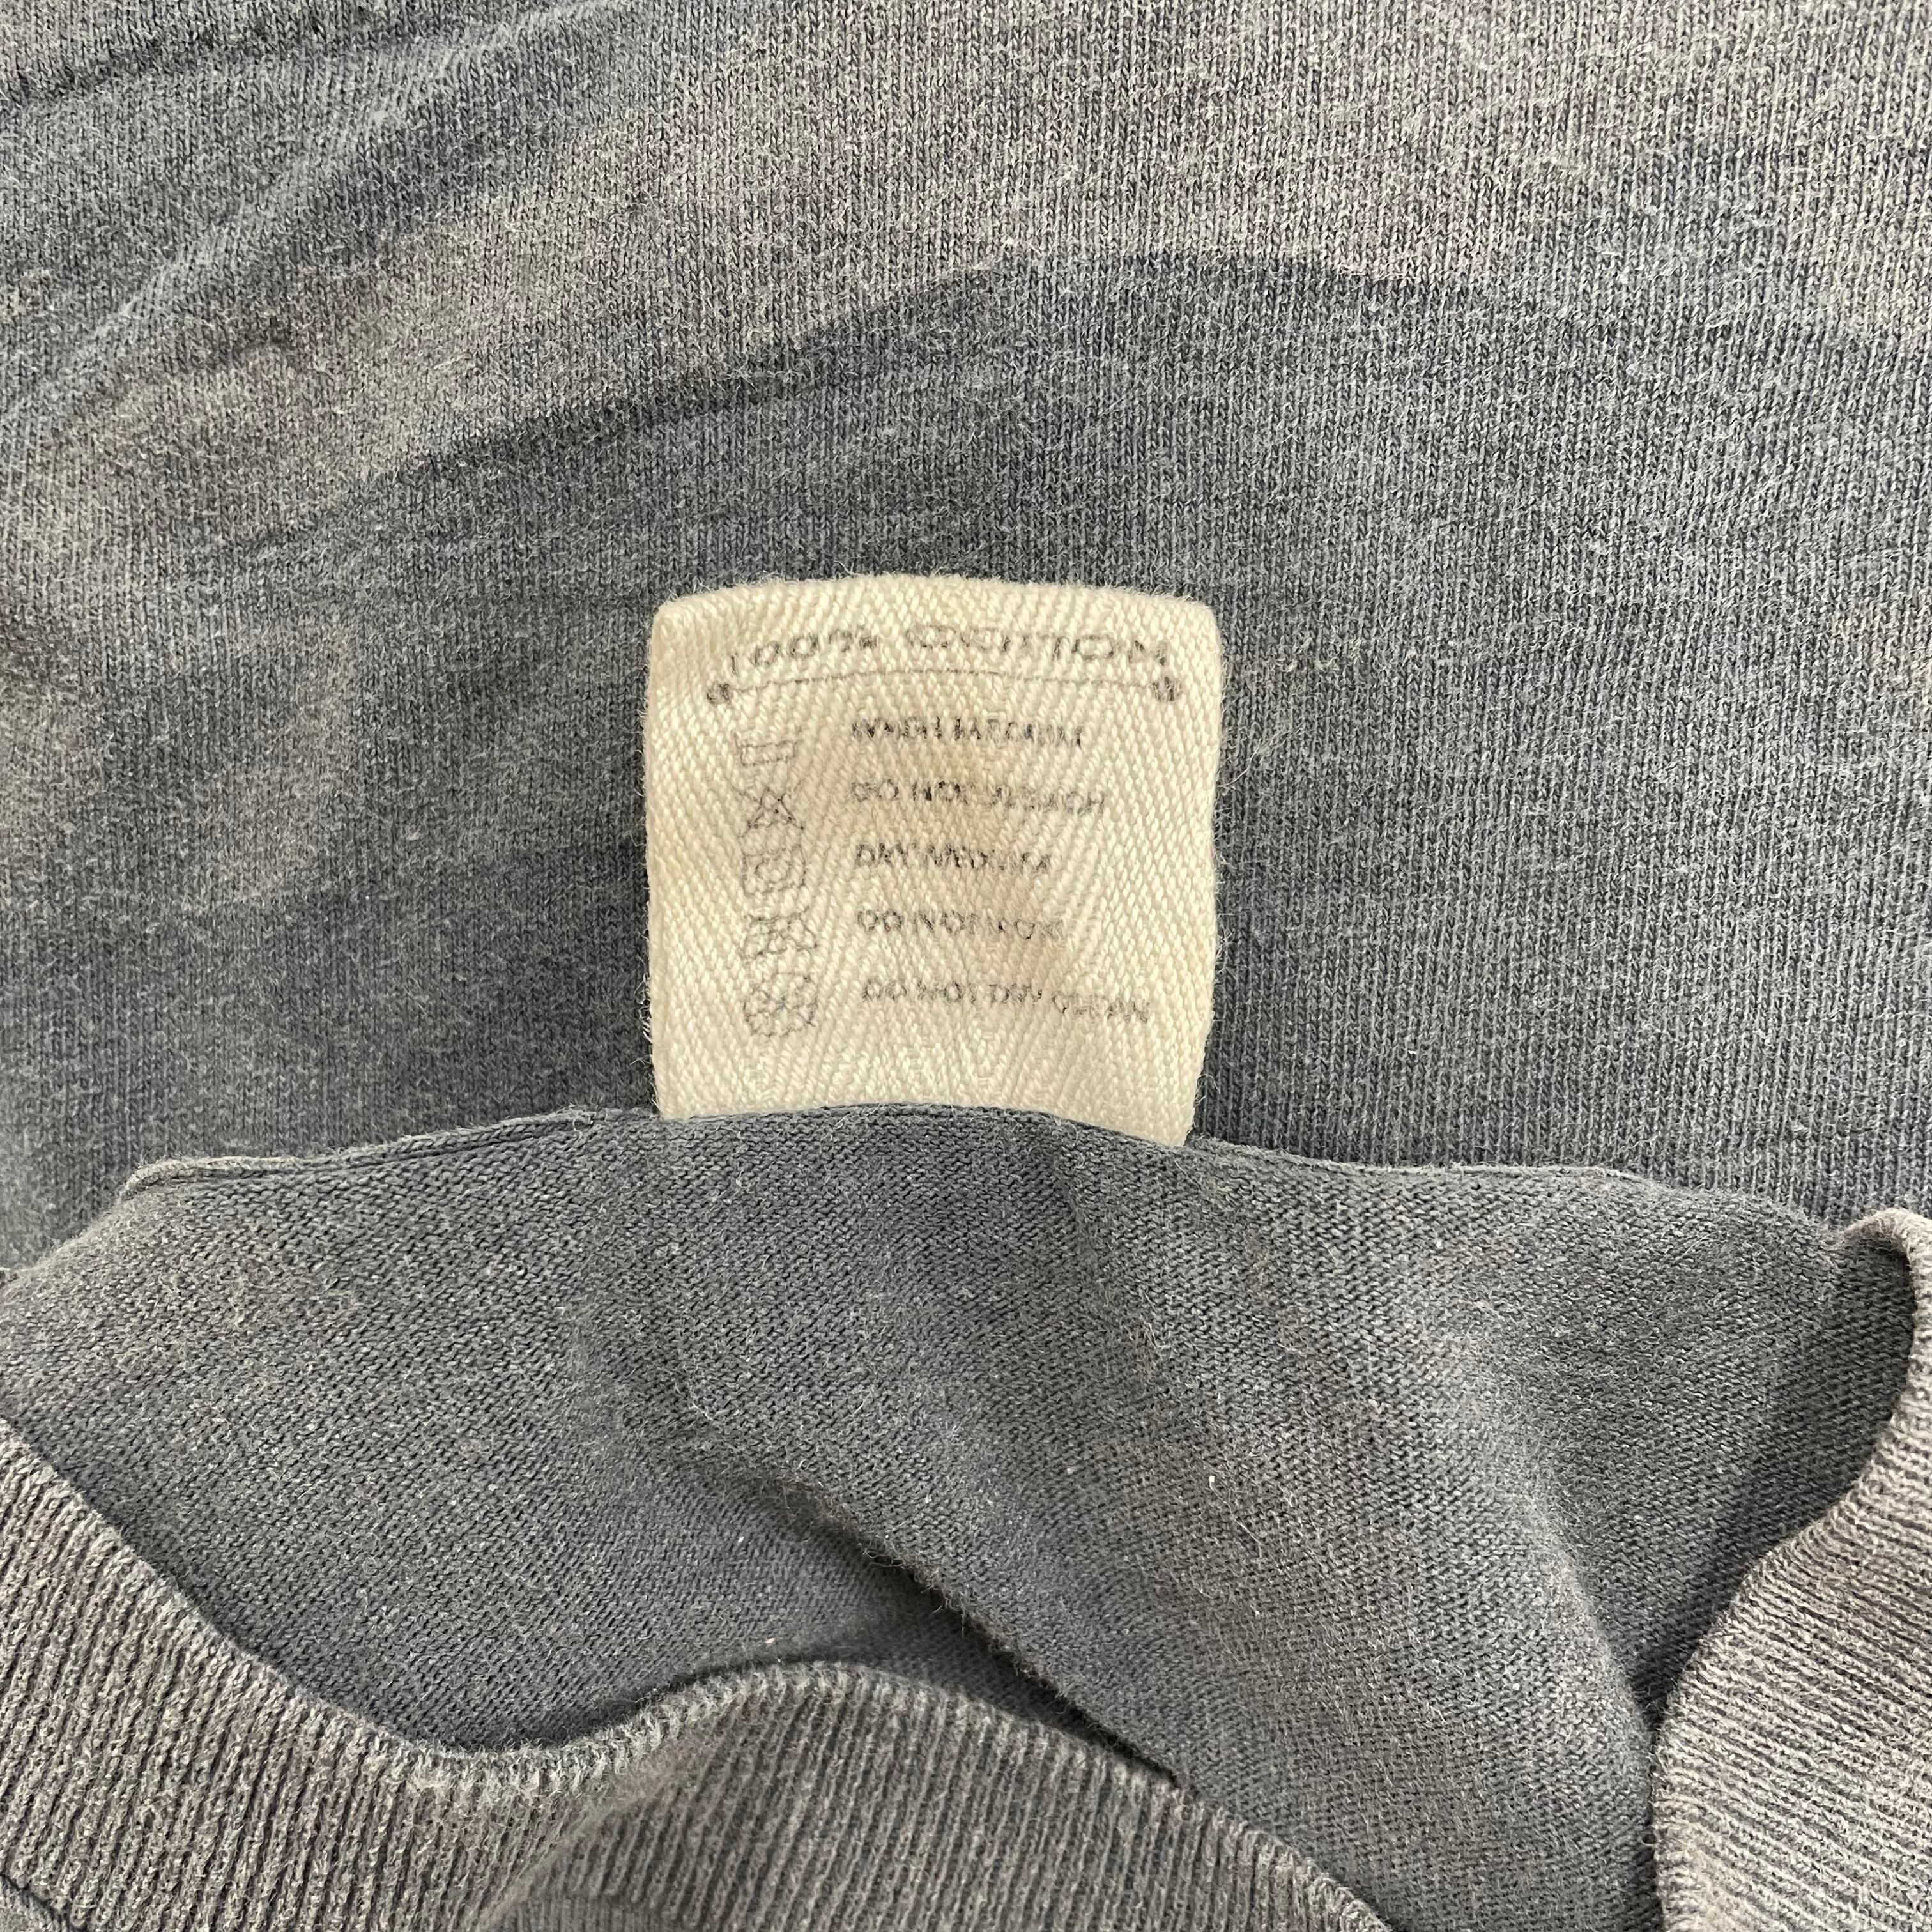 100% COTTON
WASH MEDIUM
DO NOT BLEACH
DRY MEDIUM
DO NOT IRON
DO NOT DRY CLEAN